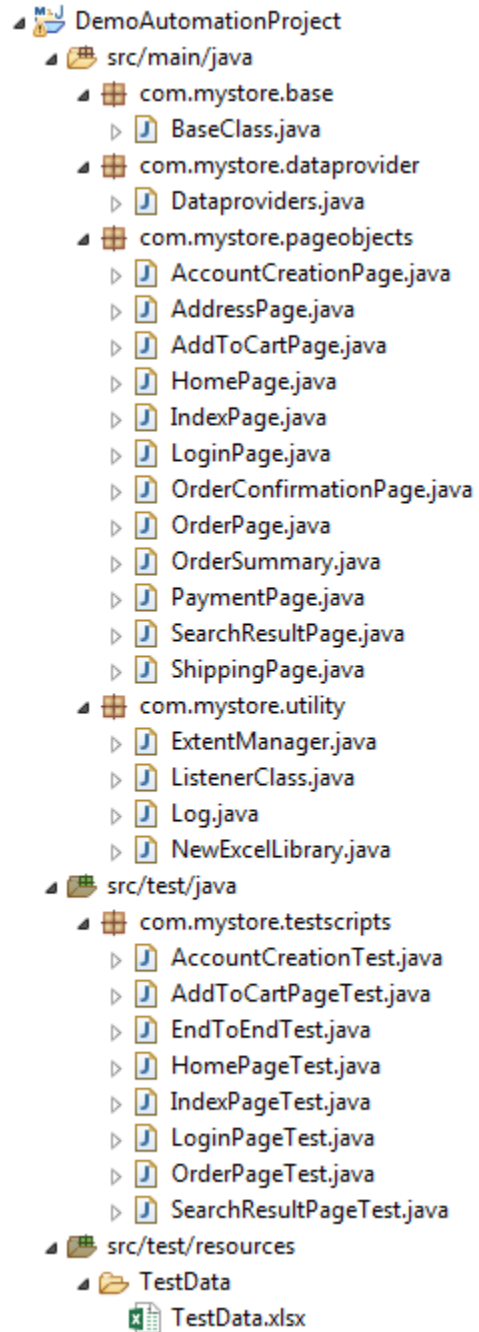 DemoAutomationProject
src/main/java
com.mystore.base
BaseClass.java
com.mystore.dataprovider
Dataproviders.java
com.mystore.pageobjects
AccountCreationPage.java
AddressPage.java
AddToCartPage.java
HomePage.java
IndexPage.java
LoginPage.java
OrderConfirmationPage.java
OrderPage.java
OrderSummary.java
PaymentPage.java
SearchResultPage.java
ShippingPage.java
com.mystore.utility
ExtentManager.java
ListenerClass.java
Log.java
NewExcelLibrary.java
src/test/java
com.mystore.testscripts
AccountCreationTest.java
AddToCartPageTest.java
EndToEndTest.java
HomePageTest.java
IndexPageTest.java
LoginPageTest.java
OrderPageTest.java
SearchResultPageTest.java
src/test/resources
TestData
TestData.xlsx